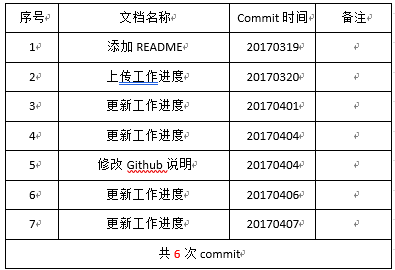 序号 文档名称 Commit 时间 备注
1 添加 README 20170319
2 上传工作进度 20170320
3 更新工作进度 20170401
4 更新工作进度 20170404
5 修改 Github 说明 20170404
6 更新工作进度 20170406
7 更新工作进度 20170407
共 6 次 commit